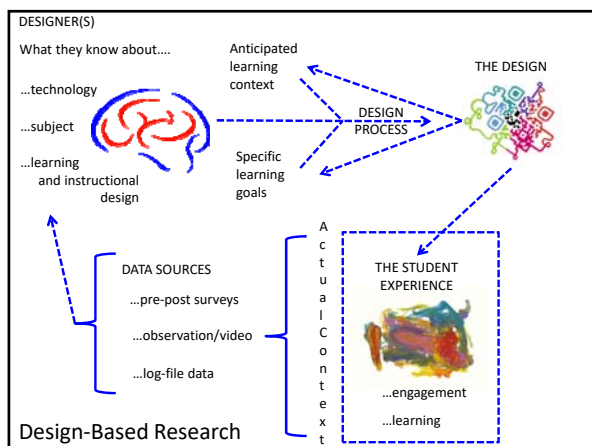 DESIGNER(S)
What they know about….
…technology
…subject
…learning
and instructional
design
Anticipated
learning
context
Specific
learning
goals
DESIGN
PROCESS
THE DESIGN
DATA SOURCES
…pre-post surveys
…observation/video
…log-file data
Actual Context
THE STUDENT
EXPERIENCE
…engagement
…learning
Design-Based Research